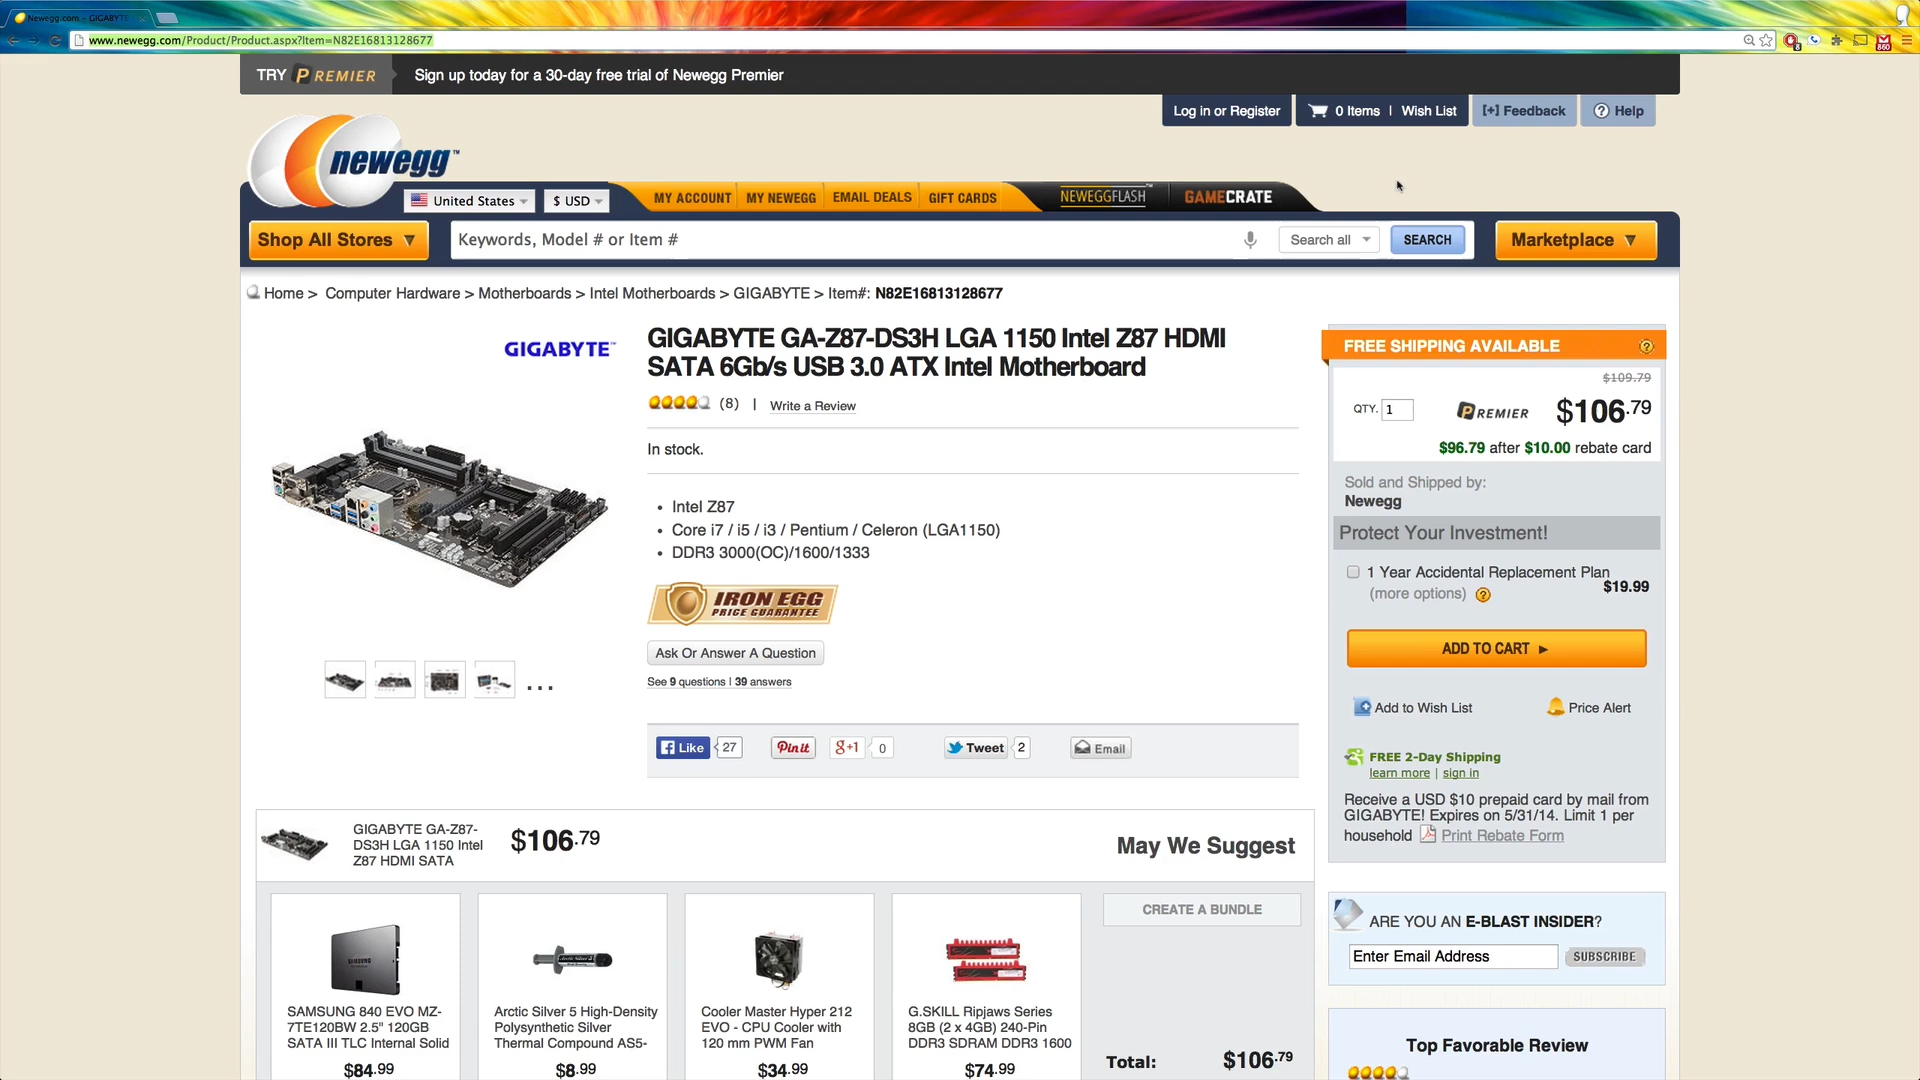 Newegg.com - GIGABYTE
www.newegg.com/Product/Product.aspx?Item=N82E16813128677
8
860
TRY PREMIER
Sign up today for a 30-day free trial of Newegg Premier
Log in or Register
0 Items | Wish List
[+] Feedback
? Help
newegg™
United States
$ USD
MY ACCOUNT
MY NEWEGG
EMAIL DEALS
GIFT CARDS
NEWEGGFLASH™
GAMECRATE
Shop All Stores ▼
Keywords, Model # or Item #
Search all
SEARCH
Marketplace ▼
Home > Computer Hardware > Motherboards > Intel Motherboards > GIGABYTE > Item#: N82E16813128677
GIGABYTE™
GIGABYTE GA-Z87-DS3H LGA 1150 Intel Z87 HDMI
SATA 6Gb/s USB 3.0 ATX Intel Motherboard
(8) | Write a Review
In stock.
• Intel Z87
• Core i7 / i5 / i3 / Pentium / Celeron (LGA1150)
• DDR3 3000(OC)/1600/1333
IRON EGG
PRICE GUARANTEE
Ask Or Answer A Question
See 9 questions | 39 answers
...
Like 27
Pin it
g+1 0
Tweet 2
Email
FREE SHIPPING AVAILABLE ?
$109.79
QTY. 1
PREMIER
$106.79
$96.79 after $10.00 rebate card
Sold and Shipped by:
Newegg
Protect Your Investment!
1 Year Accidental Replacement Plan
(more options) ?
$19.99
ADD TO CART ►
Add to Wish List
Price Alert
FREE 2-Day Shipping
learn more | sign in
Receive a USD $10 prepaid card by mail from
GIGABYTE! Expires on 5/31/14. Limit 1 per
household Print Rebate Form
GIGABYTE GA-Z87-
DS3H LGA 1150 Intel
Z87 HDMI SATA
$106.79
May We Suggest
SAMSUNG
SAMSUNG 840 EVO MZ-
7TE120BW 2.5" 120GB
SATA III TLC Internal Solid
$84.99
Arctic Silver 5 High-Density
Polysynthetic Silver
Thermal Compound AS5-
$8.99
Cooler Master Hyper 212
EVO - CPU Cooler with
120 mm PWM Fan
$34.99
G.SKILL Ripjaws Series
8GB (2 x 4GB) 240-Pin
DDR3 SDRAM DDR3 1600
$74.99
CREATE A BUNDLE
Total: $106.79
ARE YOU AN E-BLAST INSIDER?
Enter Email Address
SUBSCRIBE
Top Favorable Review